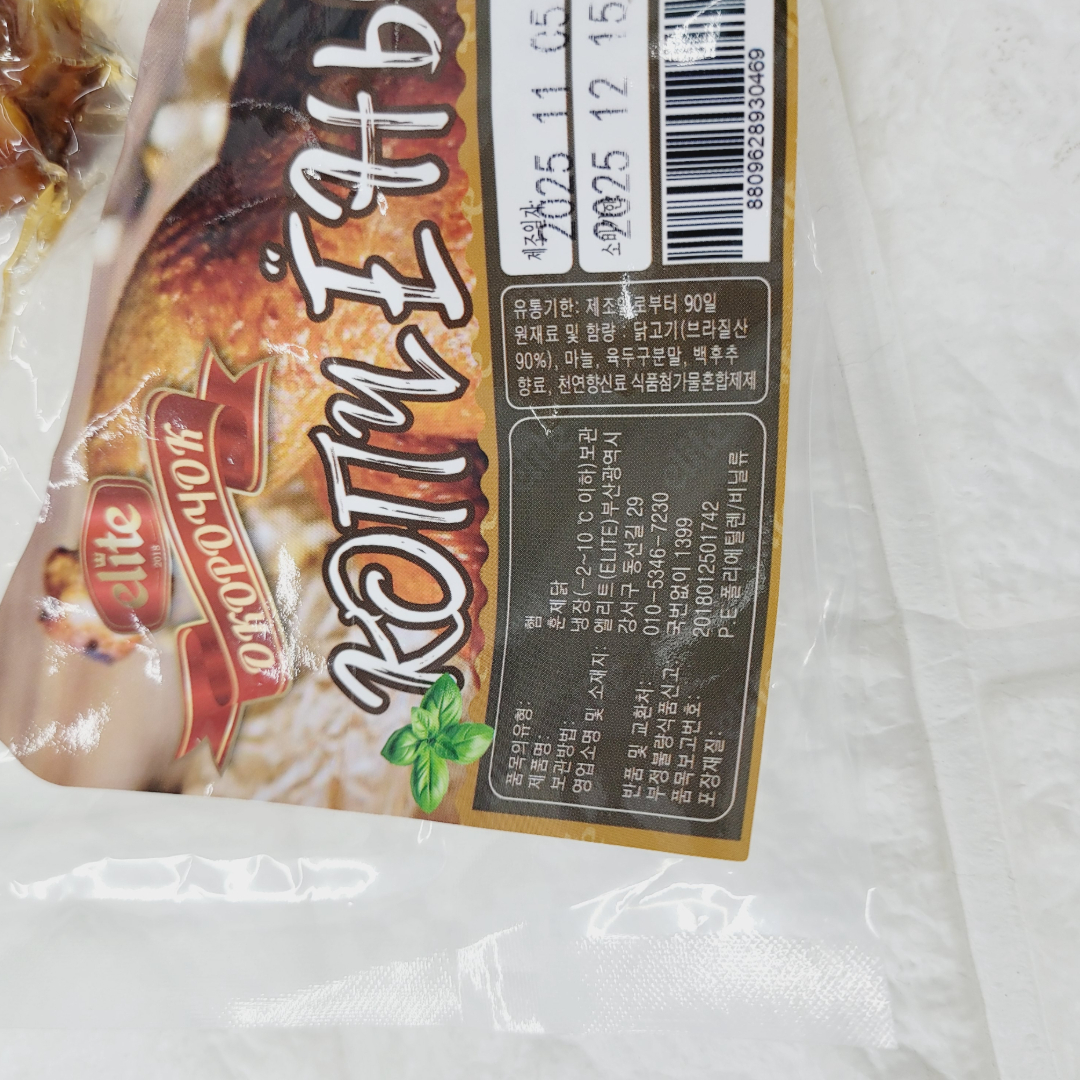 elite
2018
окорочок
КОПЧЁНЫ
제조일자:
2025 11 05
소비기한:
2025 12 15
8809628930469
유통기한: 제조일로부터 90일
원재료 및 함량 : 닭고기(브라질산
90%), 마늘, 육두구분말, 백후추
향료, 천연향신료 식품첨가물혼합제제
품목의유형: 햄
제품명: 훈제닭
보관방법: 냉장(-2~10℃ 이하)보관
영업소명 및 소재지: 엘리트(ELITE)부산광역시
강서구 동선길 29
반품 및 교환처: 010-5346-7230
부정불량식품신고: 국번없이 1399
품목보고번호: 201801250​1742
포장재질: P.E폴리에틸렌/비닐류